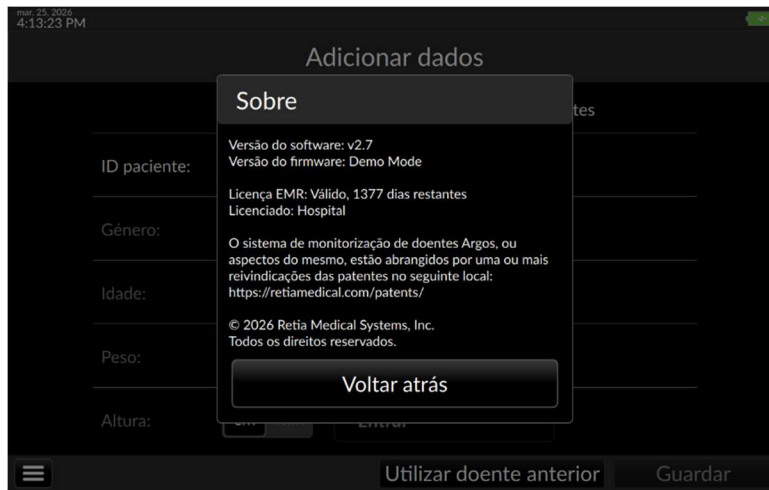 mar. 25, 2026
4:13:23 PM
Adicionar dados
Sobre
tes
Versão do software: v2.7
Versão do firmware: Demo Mode
ID paciente:
Licença EMR: Válido, 1377 dias restantes
Licenciado: Hospital
Género:
O sistema de monitorização de doentes Argos, ou
aspectos do mesmo, estão abrangidos por uma ou mais
reivindicações das patentes no seguinte local:
https://retiamedical.com/patents/
Idade:
© 2026 Retia Medical Systems, Inc.
Todos os direitos reservados.
Peso:
Voltar atrás
Altura:
Utilizar doente anterior
Guardar